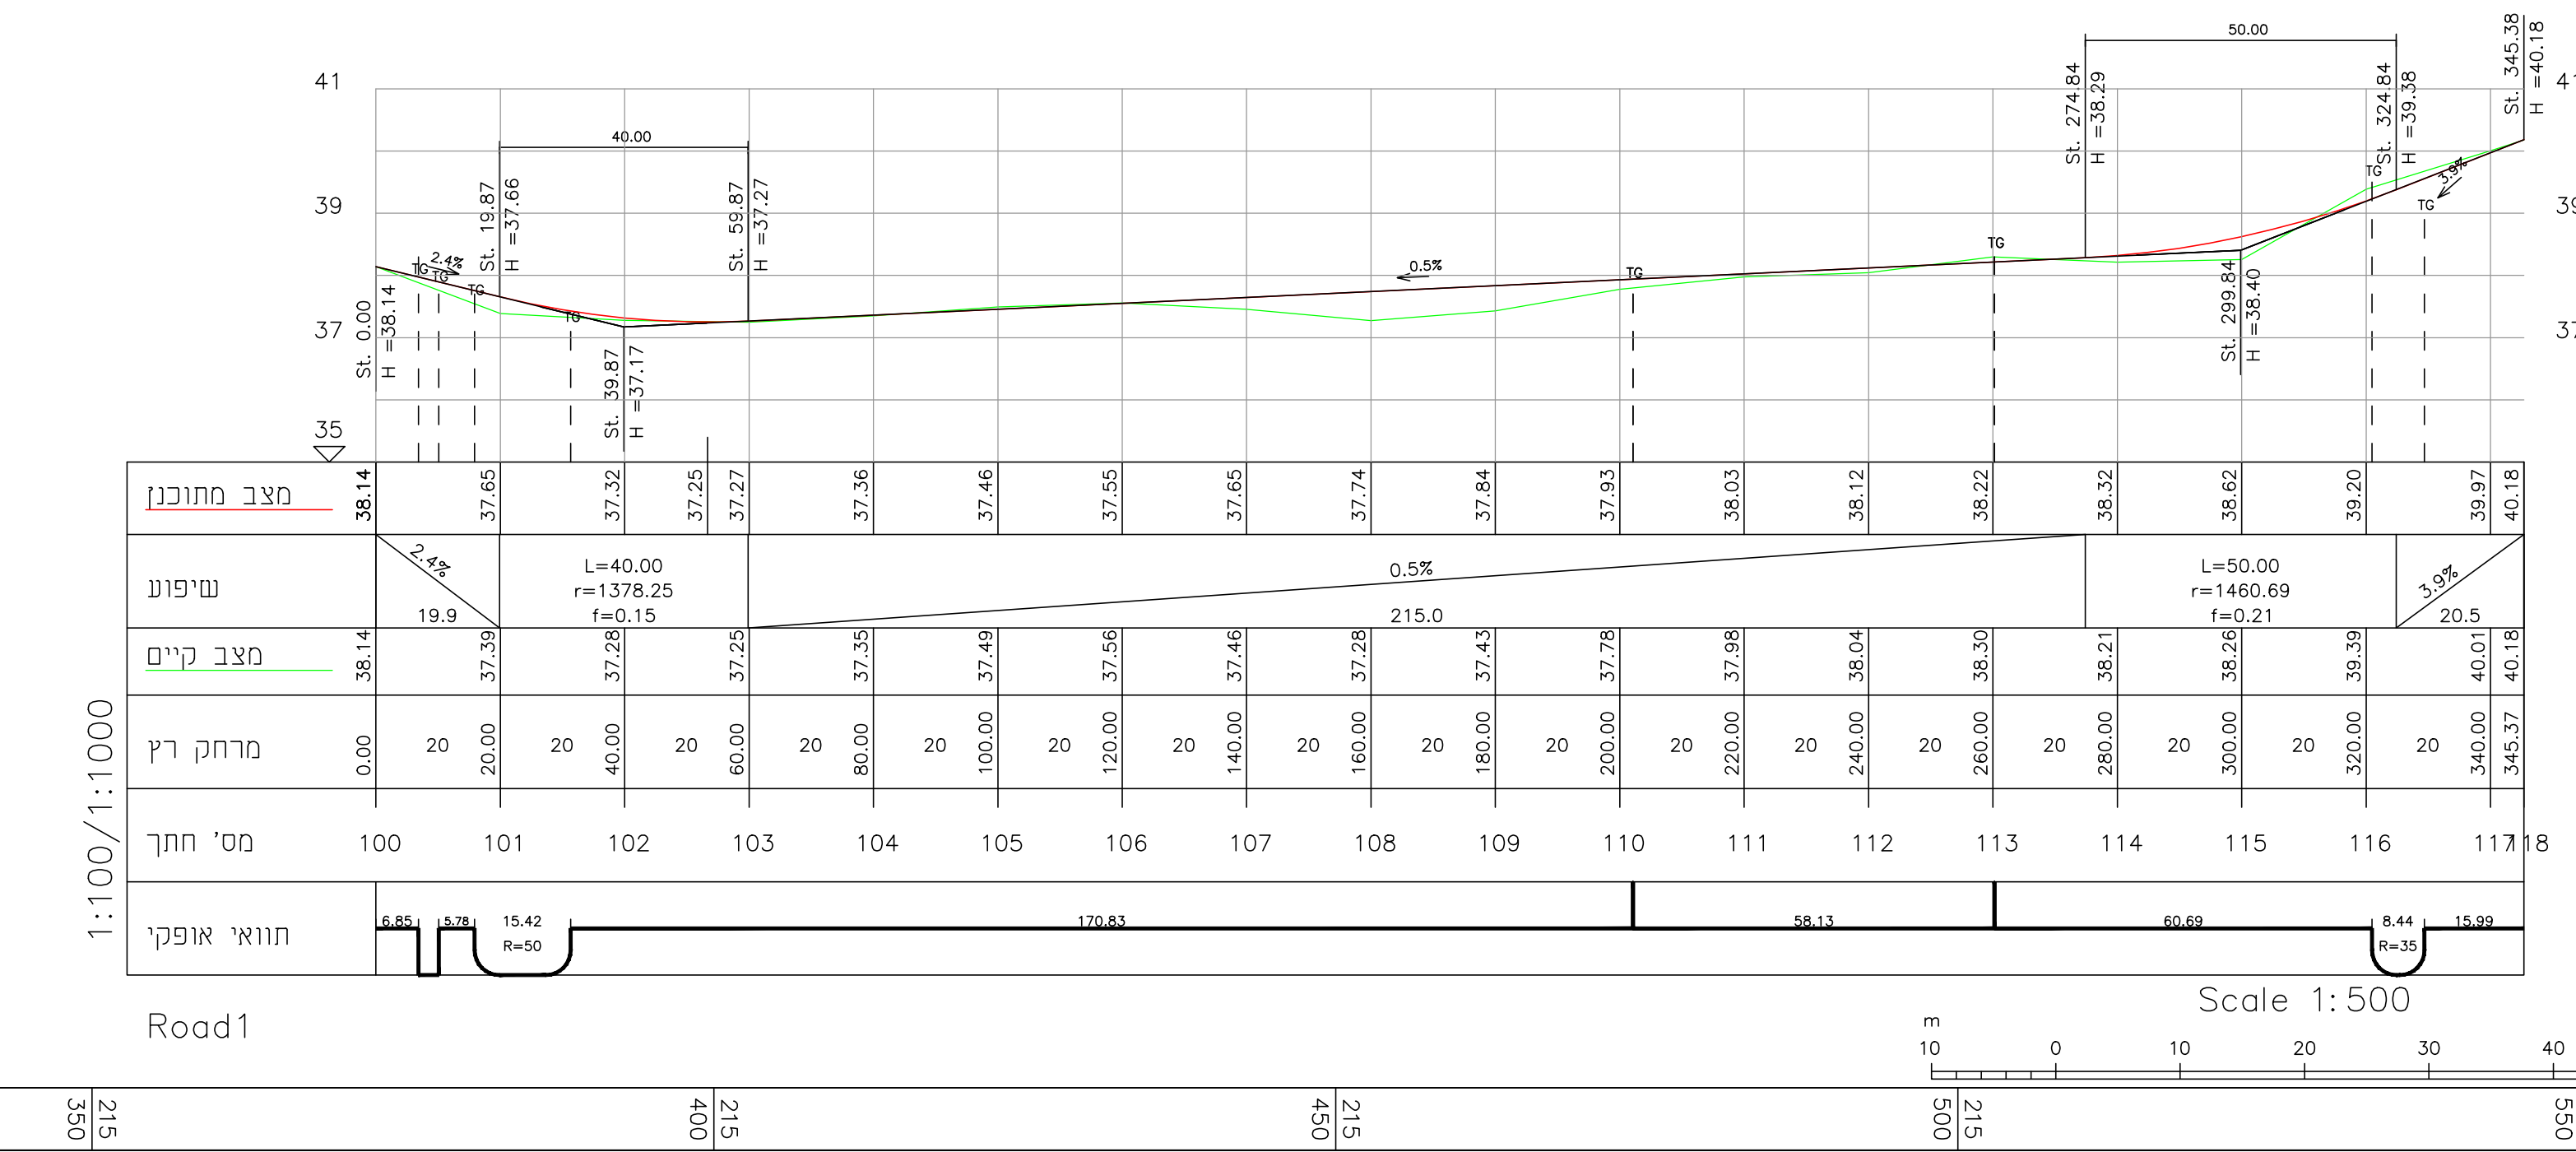 50.00
St. 345.38
H =40.18
41
41
St. 274.84
H =38.29
St. 324.84
H =39.38
40.00
TG
3.9%
39
St. 19.87
H =37.66
St. 59.87
H =37.27
TG
TG
2.4%
TG
TG
TG
0.5%
TG
TG
37
St. 0.00
H =38.14
TG
St. 39.87
H =37.17
St. 299.84
H =38.40
35
מצב מתוכנן
38.14 37.65 37.32 37.25 37.27 37.36 37.46 37.55 37.65 37.74 37.84 37.93 38.03 38.12 38.22 38.32 38.62 39.20 39.97 40.18
שיפוע
2.4%
19.9
L=40.00
r=1378.25
f=0.15
0.5%
215.0
L=50.00
r=1460.69
f=0.21
3.9%
20.5
מצב קיים
38.14 37.39 37.28 37.25 37.35 37.49 37.56 37.46 37.28 37.43 37.78 37.98 38.04 38.30 38.21 38.26 39.39 40.01 40.18
מרחק רץ
0.00 20 20.00 20 40.00 20 60.00 20 80.00 20 100.00 20 120.00 20 140.00 20 160.00 20 180.00 20 200.00 20 220.00 20 240.00 20 260.00 20 280.00 20 300.00 20 320.00 20 340.00 345.37
מס' חתך
100 101 102 103 104 105 106 107 108 109 110 111 112 113 114 115 116 117 118
תוואי אופקי
6.85 5.78 15.42 170.83 58.13 60.69 8.44 15.99
R=50 R=35
1:100/1:1000
Road1
Scale 1:500
m
10 0 10 20 30 40
350 215 400 215 450 215 500 215 550